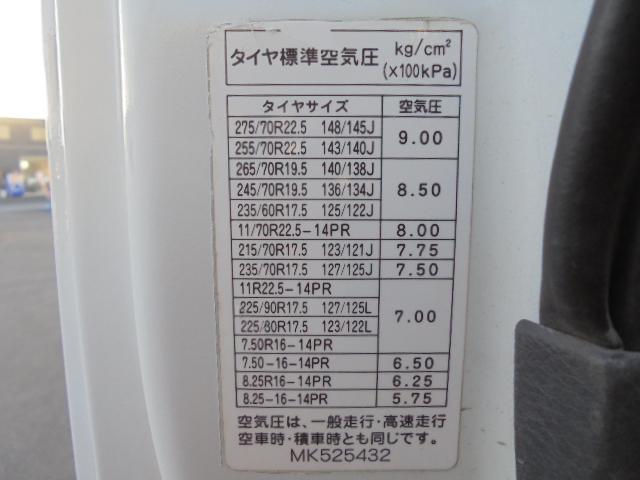 タイヤ標準空気圧 kg/cm² (x100kPa)
タイヤサイズ 空気圧
275/70R22.5 148/145J 9.00
255/70R22.5 143/140J
265/70R19.5 140/138J 8.50
245/70R19.5 136/134J
235/60R17.5 125/122J
11/70R22.5-14PR 8.00
215/70R17.5 123/121J 7.75
235/70R17.5 127/125J 7.50
11R22.5-14PR 7.00
225/90R17.5 127/125L
225/80R17.5 123/122L
7.50R16-14PR
7.50-16-14PR 6.50
8.25R16-14PR 6.25
8.25-16-14PR 5.75
空気圧は、一般走行・高速走行
空車時・積車時とも同じです。
MK525432